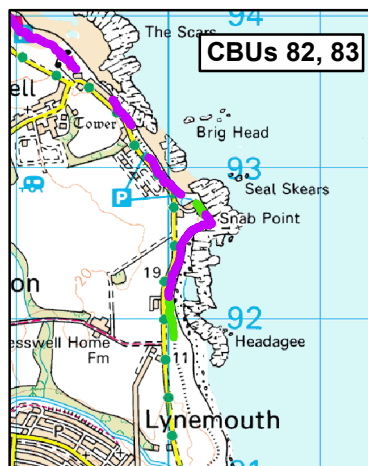 94
The Scars
CBUs 82, 83
ell
Tower
Brig Head
93
P
Seal Skears
Snab Point
19
on
92
esswell Home
Fm
Headagee
11
Lynemouth
P
91